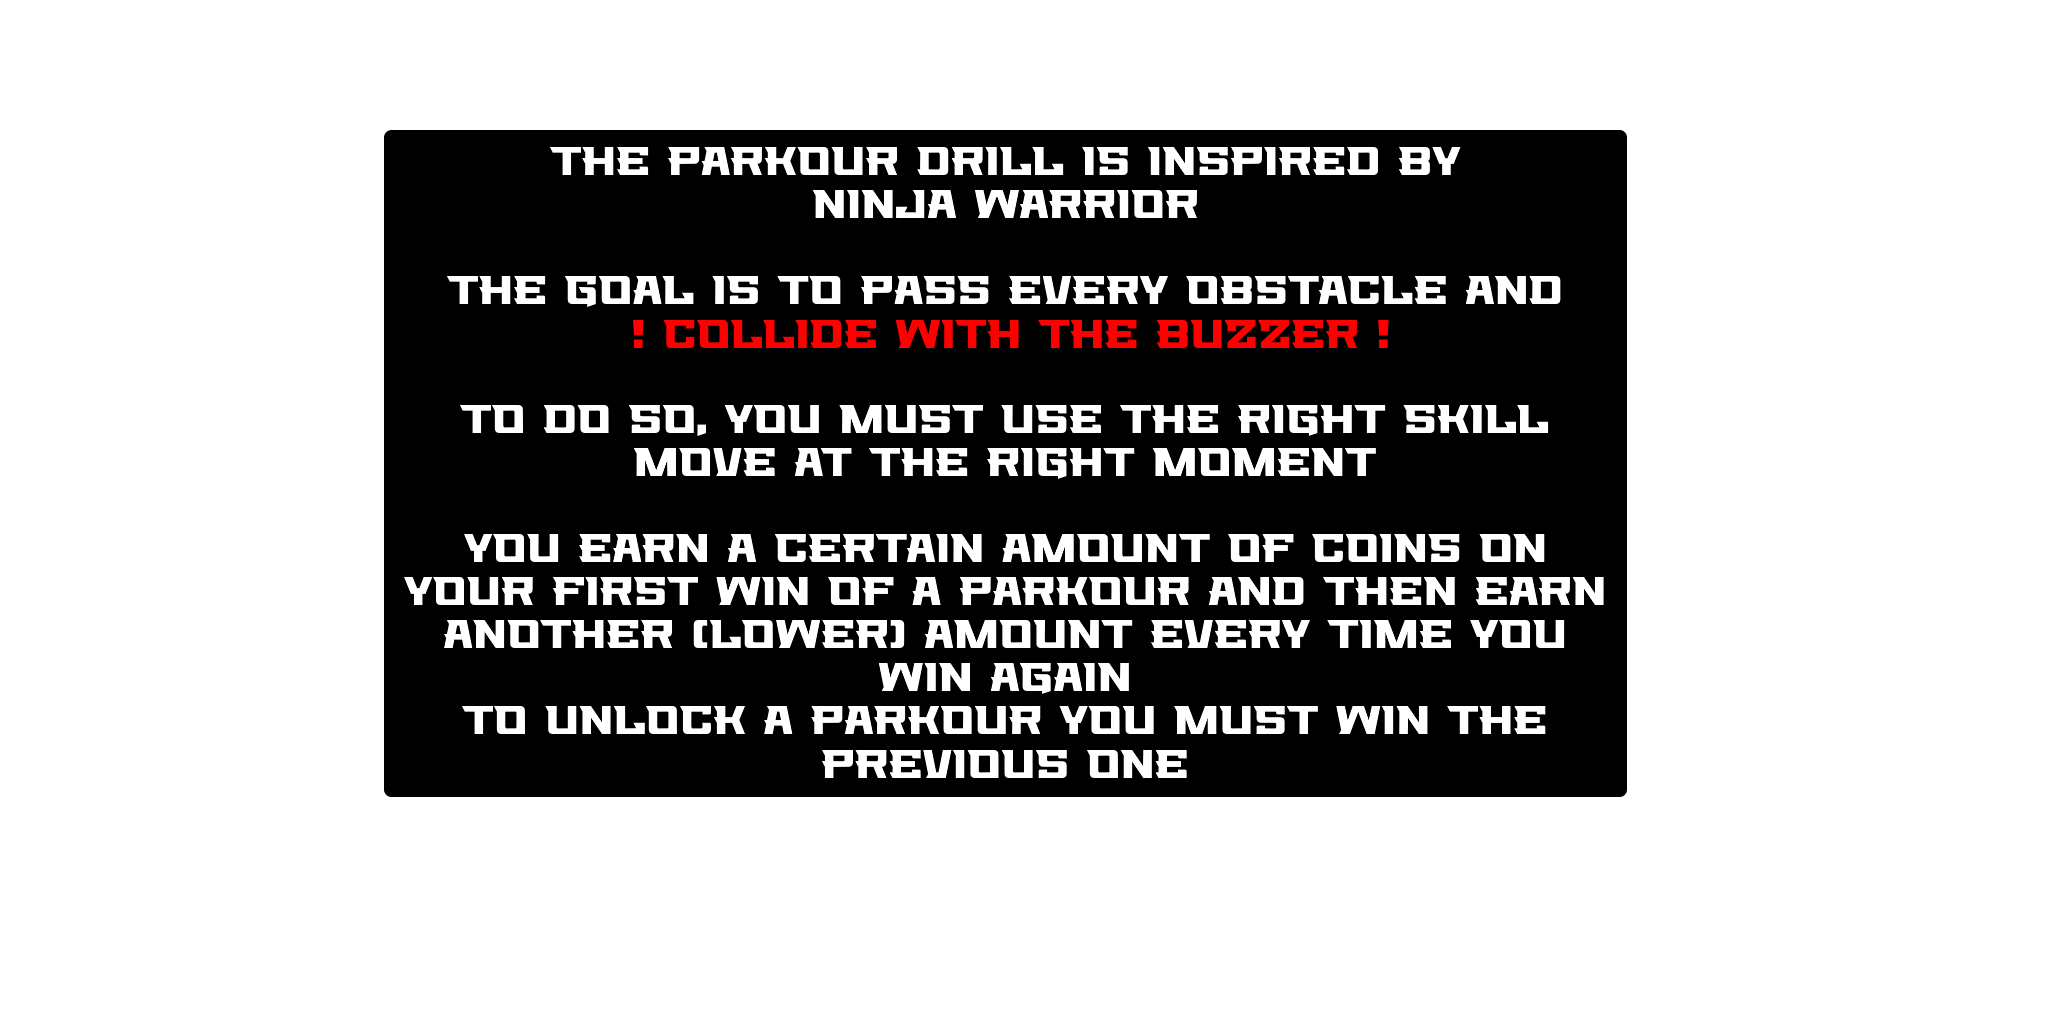 THE PARKOUR DRILL IS INSPIRED BY
NINJA WARRIOR
THE GOAL IS TO PASS EVERY OBSTACLE AND
! COLLIDE WITH THE BUZZER !
TO DO SO, YOU MUST USE THE RIGHT SKILL
MOVE AT THE RIGHT MOMENT
YOU EARN A CERTAIN AMOUNT OF COINS ON
YOUR FIRST WIN OF A PARKOUR AND THEN EARN
ANOTHER (LOWER) AMOUNT EVERY TIME YOU
WIN AGAIN
TO UNLOCK A PARKOUR YOU MUST WIN THE
PREVIOUS ONE